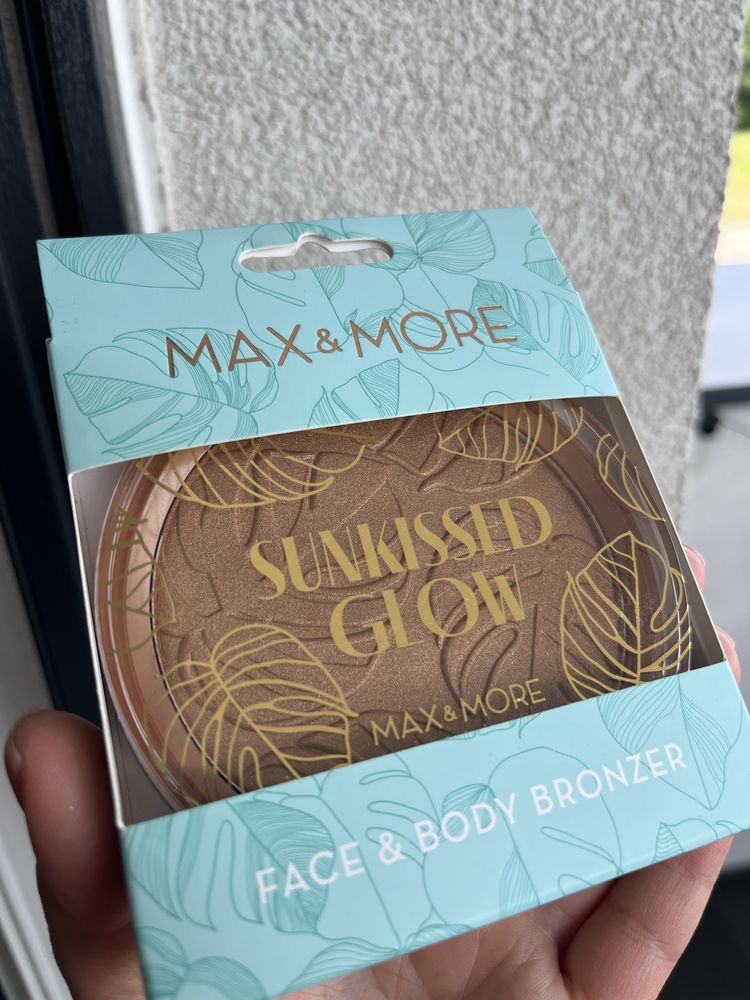 MAX & MORE
SUNKISSED
GLOW
MAX & MORE
FACE & BODY BRONZER